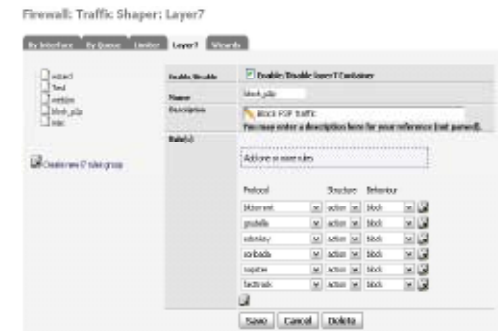 Firewall: Traffic Shaper: Layer7
By Interface By Queue Limiter Layer7 Wizards
wizard
Test
block_p2p
Create new l7 rules group
Enable/Disable
Enable/Disable layer7 Container
Name
block_p2p
Description
Block P2P traffic
You may enter a description here for your reference (not parsed).
Rule(s)
Add one or more rules
Protocol Structure Behaviour
bittorrent action block
gnutella action block
edonkey action block
action block
napster action block
fasttrack action block
Save Cancel Delete